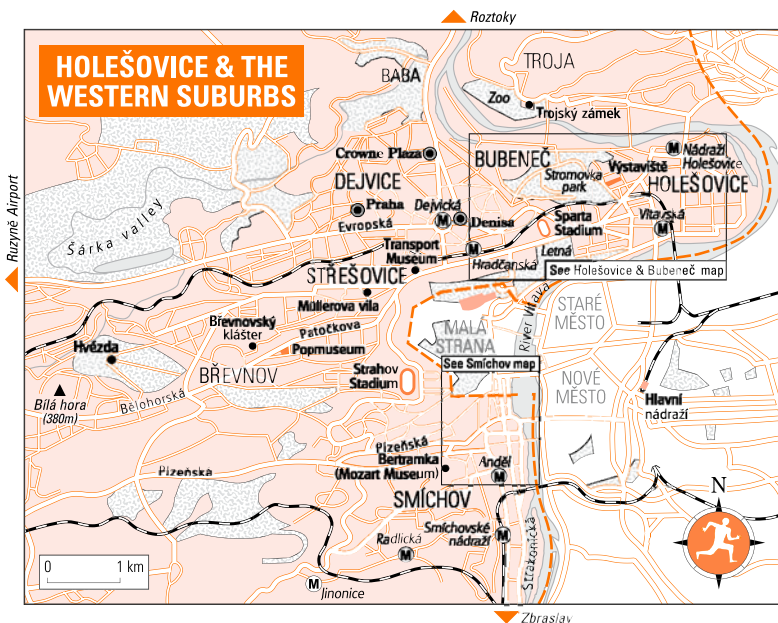 Roztoky
HOLEŠOVICE & THE
WESTERN SUBURBS
TROJA
BABA
Zoo
Trojský zámek
Crowne Plaza
BUBENEČ
M
Nádraží
Holešovice
Výstaviště
Stromovka
park
HOLEŠOVICE
DEJVICE
Praha
Dejvická
M
Denisa
Sparta
Stadium
Vltavská
M
Evropská
Šárka valley
Ruzyně Airport
Transport
Museum
M
Hradčanská
Letná
See Holešovice & Bubeneč map
STŘEŠOVICE
Müllerova vila
River Vltava
STARÉ
MĚSTO
Břevnovský
klášter
Patočkova
MALÁ
STRANA
Hvězda
Popmuseum
See Smíchov map
BŘEVNOV
Strahov
Stadium
NOVÉ
MĚSTO
Bílá hora
(380m)
Bělohorská
Hlavní
nádraží
Plzeňská
Bertramka
(Mozart Museum)
Anděl
M
Plzeňská
SMÍCHOV
N
Smíchovské
nádraží
M
Radlická
M
Strakonická
0 1 km
M
Jinonice
Zbraslav